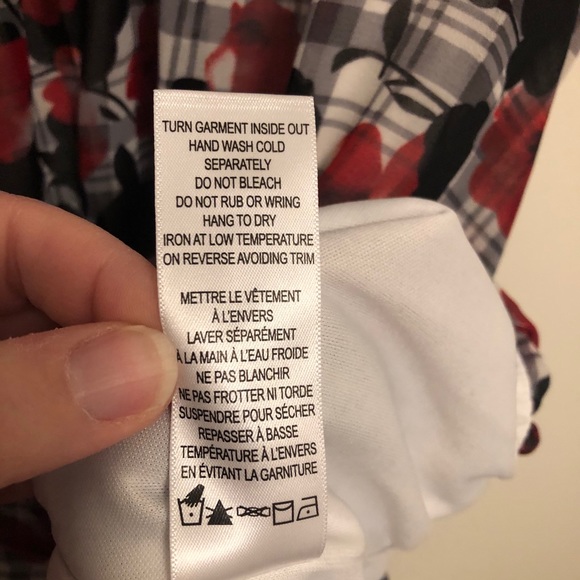 TURN GARMENT INSIDE OUT
HAND WASH COLD
SEPARATELY
DO NOT BLEACH
DO NOT RUB OR WRING
HANG TO DRY
IRON AT LOW TEMPERATURE
ON REVERSE AVOIDING TRIM
METTRE LE VÊTEMENT
À L'ENVERS
LAVER SÉPARÉMENT
À LA MAIN À L'EAU FROIDE
NE PAS BLANCHIR
NE PAS FROTTER NI TORDE
SUSPENDRE POUR SÉCHER
REPASSER À BASSE
TEMPÉRATURE À L'ENVERS
EN ÉVITANT LA GARNITURE